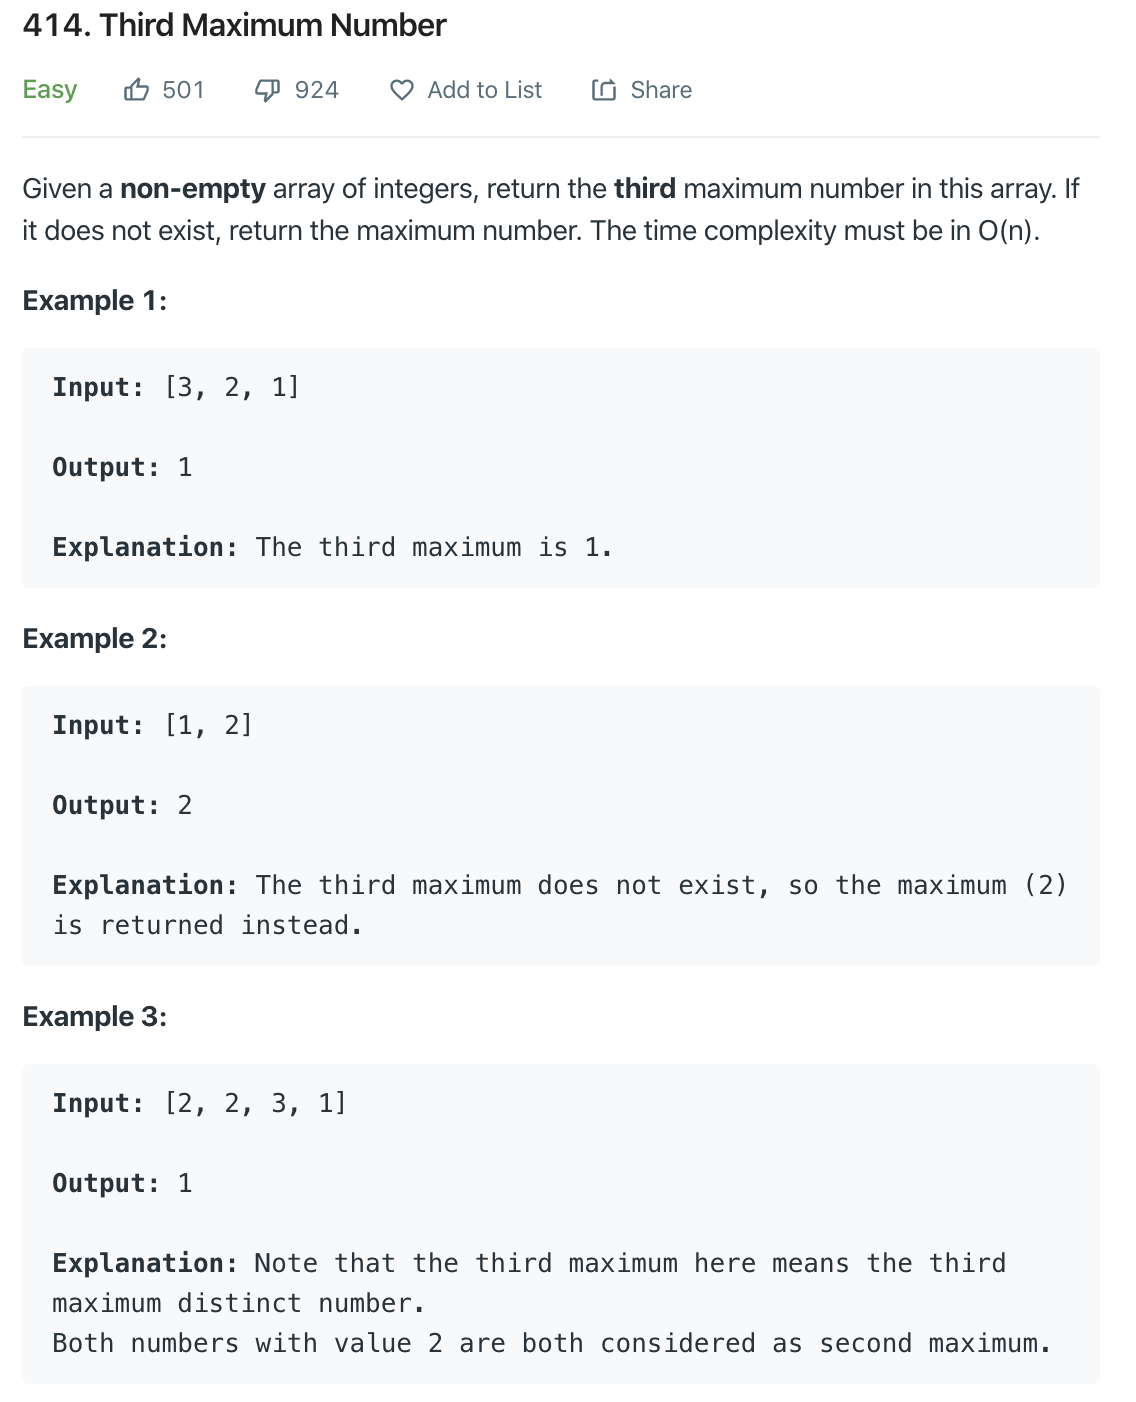 414. Third Maximum Number
Easy 501 924 Add to List Share
Given a non-empty array of integers, return the third maximum number in this array. If
it does not exist, return the maximum number. The time complexity must be in O(n).
Example 1:
Input: [3, 2, 1]
Output: 1
Explanation: The third maximum is 1.
Example 2:
Input: [1, 2]
Output: 2
Explanation: The third maximum does not exist, so the maximum (2)
is returned instead.
Example 3:
Input: [2, 2, 3, 1]
Output: 1
Explanation: Note that the third maximum here means the third
maximum distinct number.
Both numbers with value 2 are both considered as second maximum.